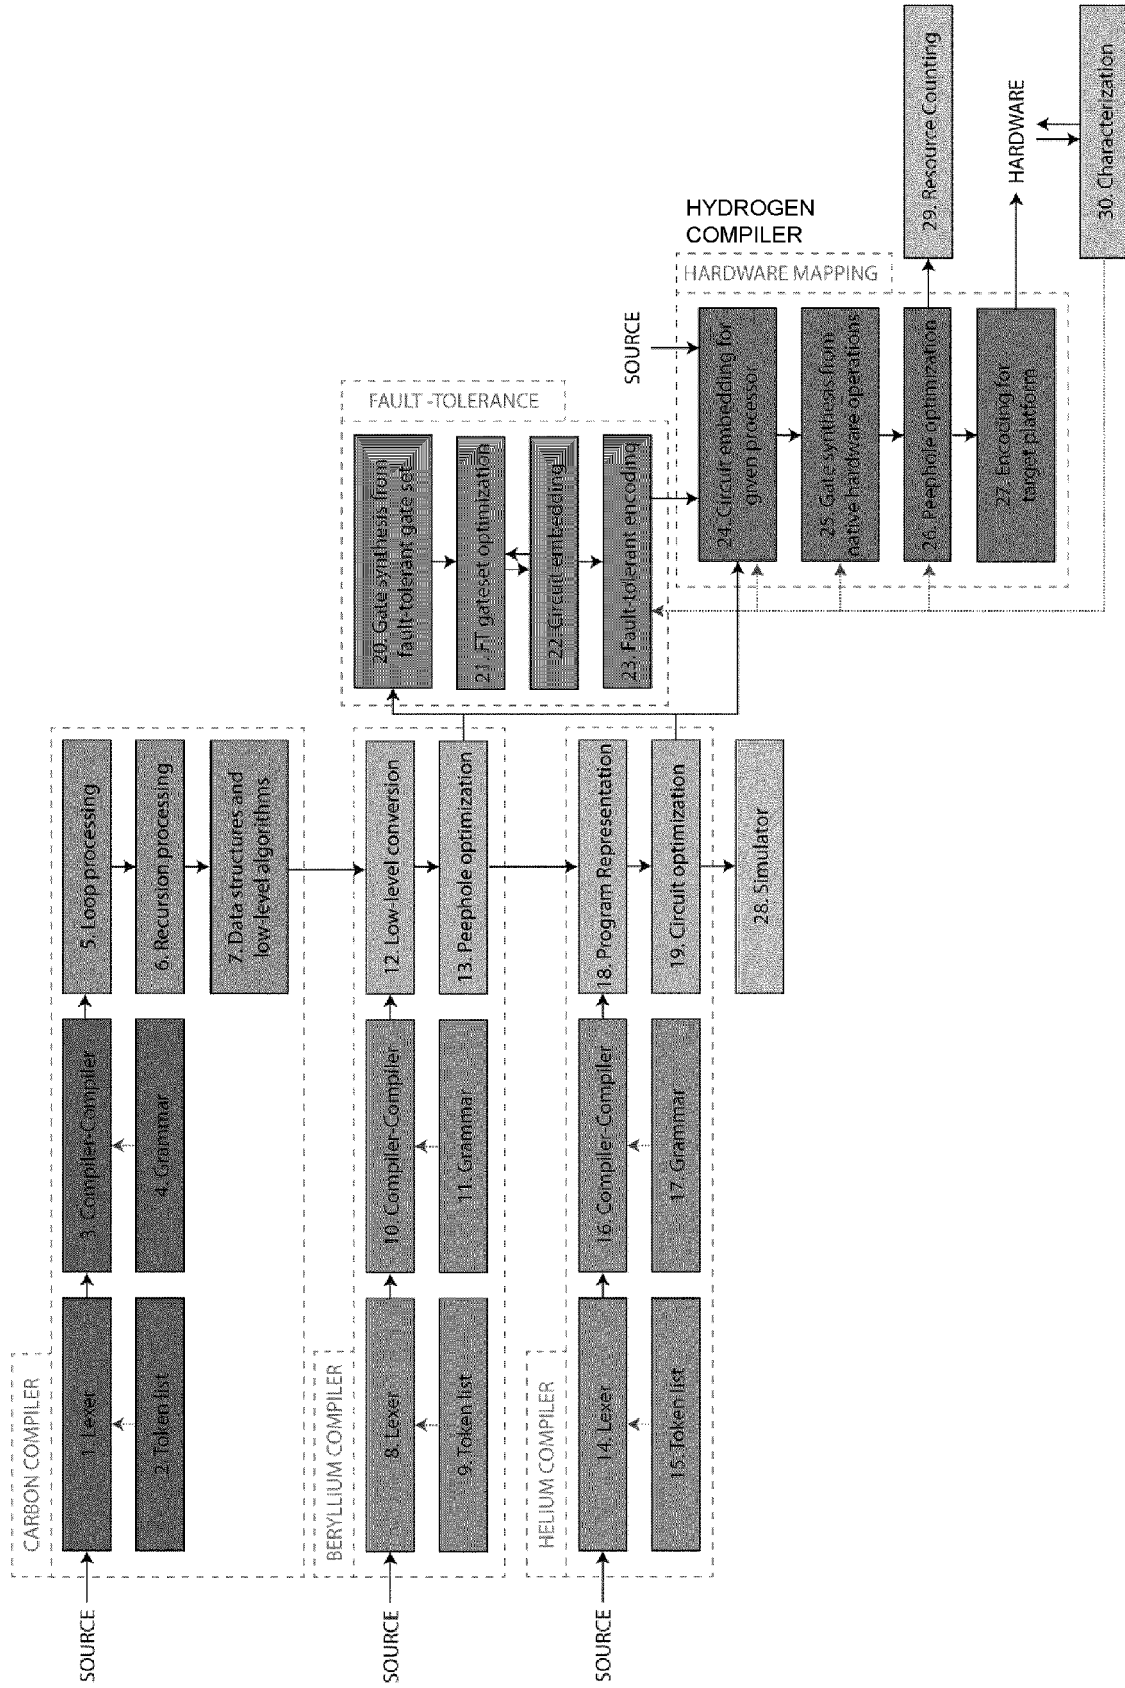 CARBON COMPILER
SOURCE
1. Lexer
2. Token list
3. Compiler-Compiler
4. Grammar
5. Loop processing
6. Recursion processing
7. Data structures and
low-level algorithms
BERYLLIUM COMPILER
SOURCE
8. Lexer
9. Token list
10. Compiler-Compiler
11. Grammar
12. Low-level conversion
13. Peephole optimization
HELIUM COMPILER
SOURCE
14. Lexer
15. Token list
16. Compiler-Compiler
17. Grammar
18. Program Representation
19. Circuit optimization
28. Simulator
FAULT -TOLERANCE
20. Gate synthesis from
fault-tolerant gate set
21. FT gateset optimization
22. Circuit embedding
23. Fault-tolerant encoding
HYDROGEN
COMPILER
HARDWARE MAPPING
SOURCE
24. Circuit embedding for
given processor
25. Gate synthesis from
native hardware operations
26. Peephole optimization
27. Encocing for
target platform
29. Resource Counting
HARDWARE
30. Characterization